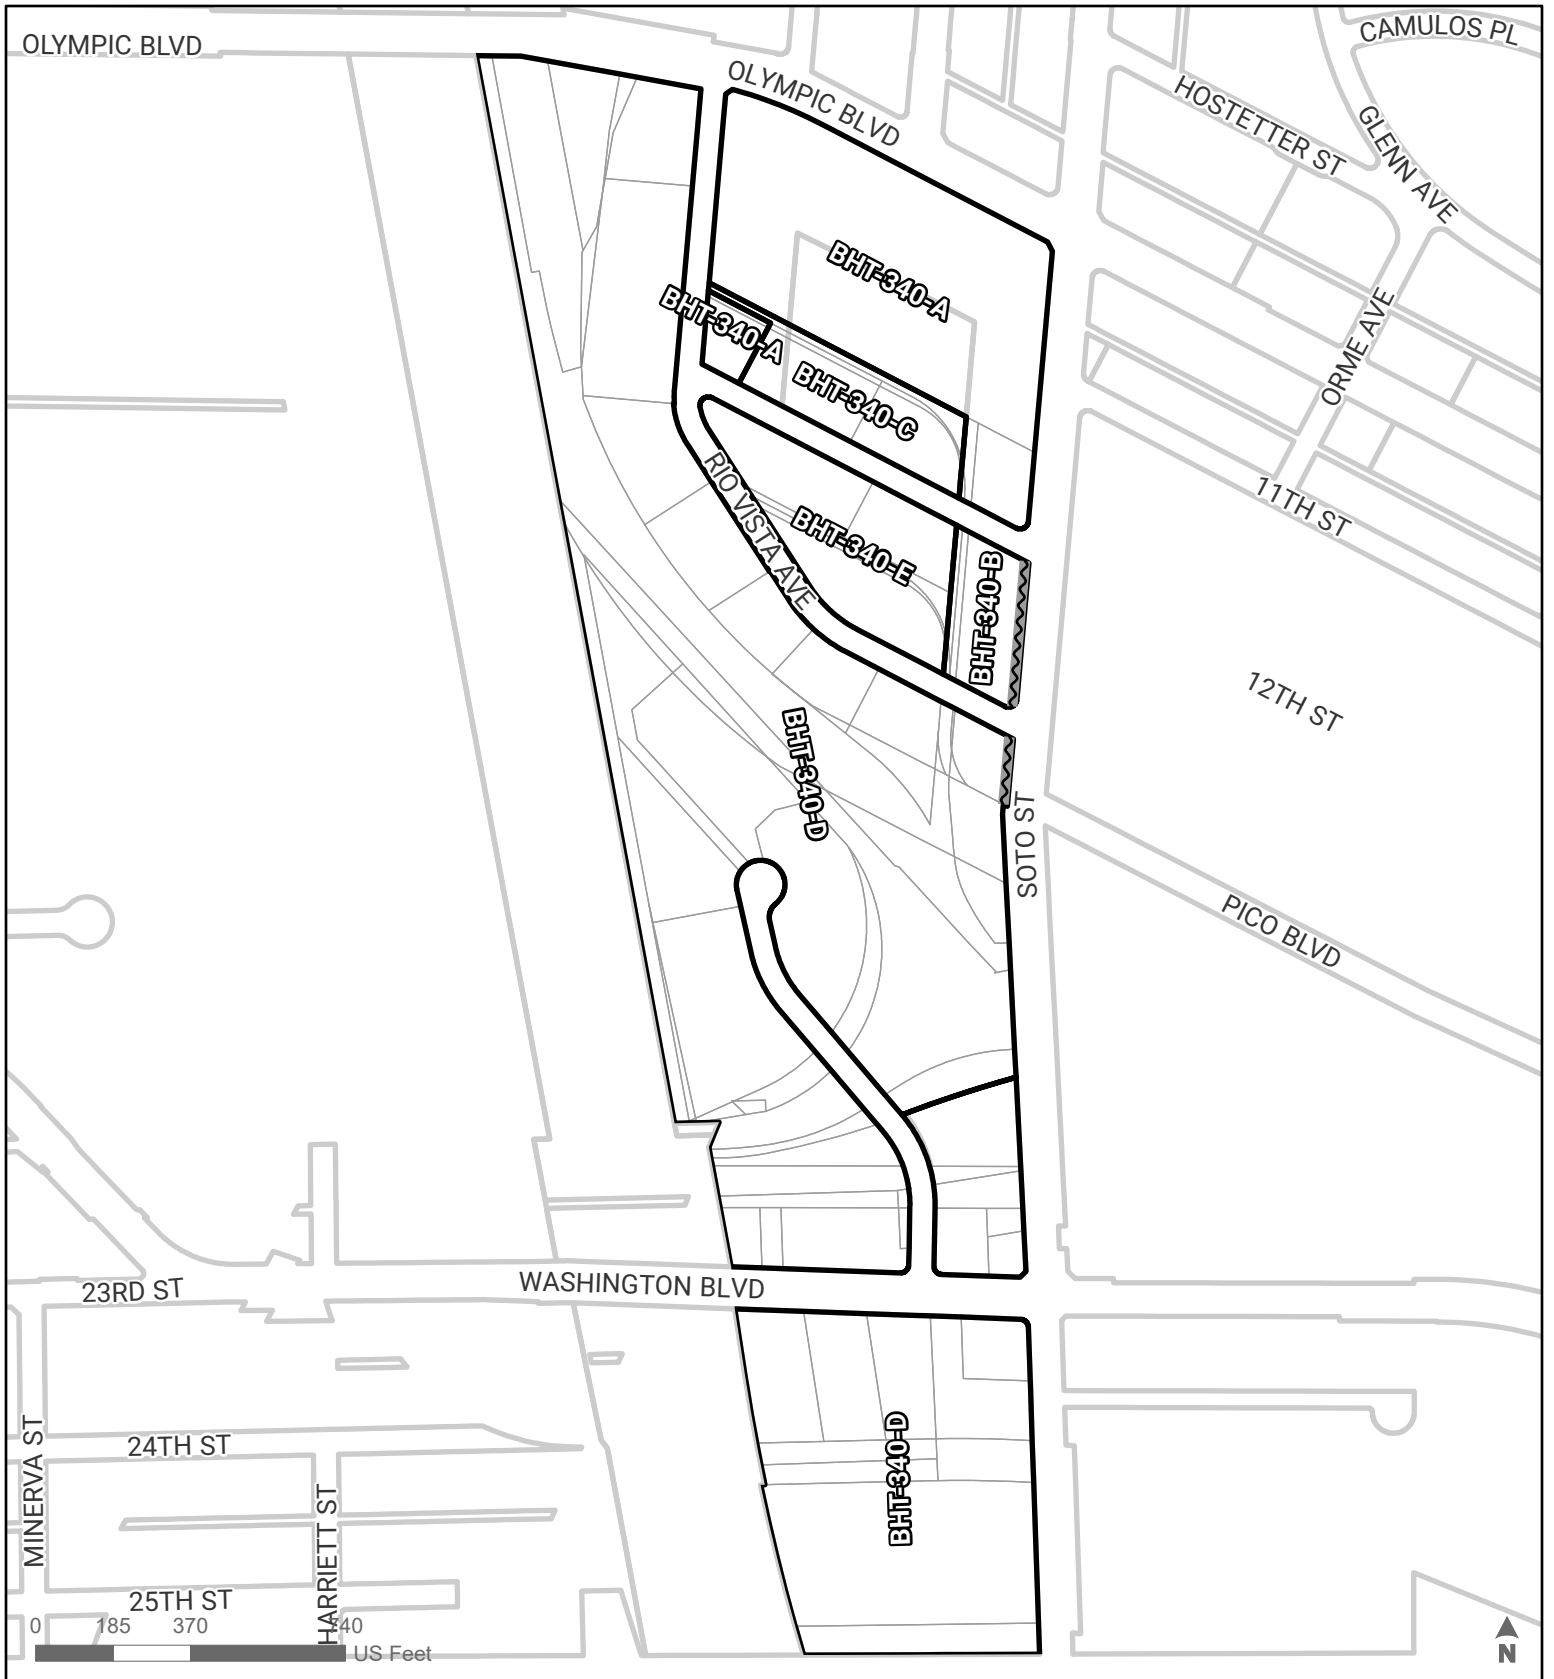 CAMULOS PL
OLYMPIC BLVD
OLYMPIC BLVD
HOSTETTER ST
GLENN AVE
BHT-340-A
BHT-340-A
ORME AVE
BHT-340-C
RIO VISTA AVE
11TH ST
BHT-340-E
BHT-340-B
12TH ST
BHT-340-D
SOTO ST
PICO BLVD
23RD ST
WASHINGTON BLVD
MINERVA ST
24TH ST
BHT-340-D
HARRIETT ST
25TH ST
0 185 370 740
US Feet
N